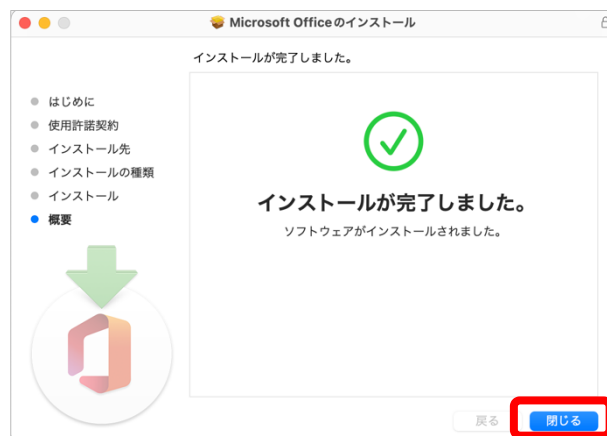 Microsoft Officeのインストール
インストールが完了しました。
はじめに
使用許諾契約
インストール先
インストールの種類
インストール
概要
インストールが完了しました。
ソフトウェアがインストールされました。
戻る
閉じる